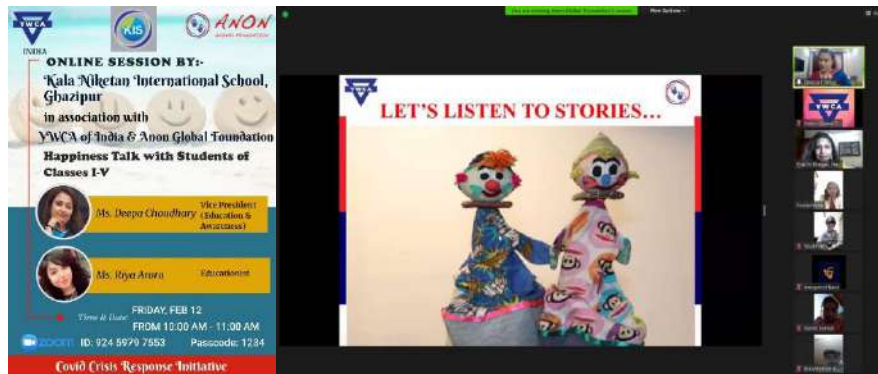 YWCA
INDIA
KIS
ANON
ONLINE SESSION BY:-
Kala Niketan International School,
Ghazipur
in association with
YWCA of India & Anon Global Foundation
Happiness Talk with Students of
Classes I-V
Ms. Deepa Choudhary
Vice President
(Education &
Awareness)
Ms. Riya Arora
Educationist
Time & Date:
FRIDAY, FEB 12
FROM 10:00 AM - 11:00 AM
zoom ID: 924 5979 7553 Passcode: 1234
Covid Crisis Response Initiative
YWCA
LET'S LISTEN TO STORIES...
YWCA